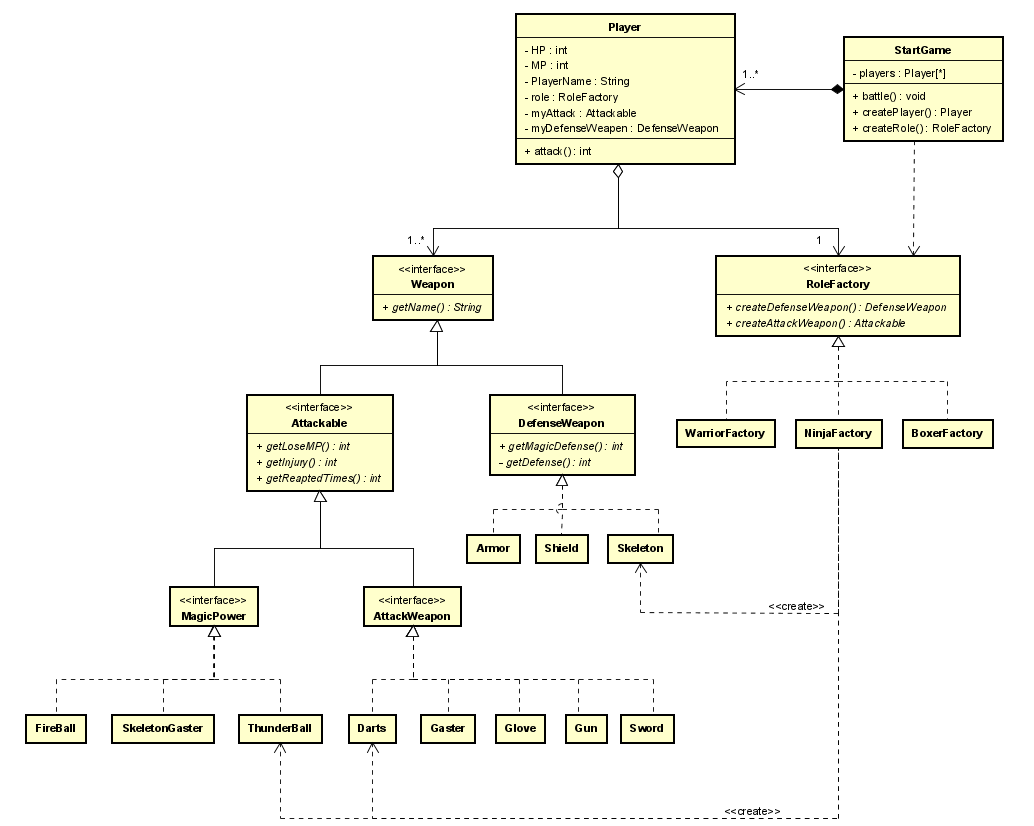 Player
- HP : int
- MP : int
- PlayerName : String
- role : RoleFactory
- myAttack : Attackable
- myDefenseWeapen : DefenseWeapon
+ attack() : int
1..*
StartGame
- players : Player[*]
+ battle() : void
+ createPlayer() : Player
+ createRole() : RoleFactory
1..*
1
<<interface>>
Weapon
+ getName() : String
<<interface>>
RoleFactory
+ createDefenseWeapon() : DefenseWeapon
+ createAttackWeapon() : Attackable
<<interface>>
Attackable
+ getLoseMP() : int
+ getInjury() : int
+ getReaptedTimes() : int
<<interface>>
DefenseWeapon
+ getMagicDefense() : int
- getDefense() : int
WarriorFactory
NinjaFactory
BoxerFactory
Armor
Shield
Skeleton
<<create>>
<<interface>>
MagicPower
<<interface>>
AttackWeapon
FireBall
SkeletonGaster
ThunderBall
Darts
Gaster
Glove
Gun
Sword
<<create>>